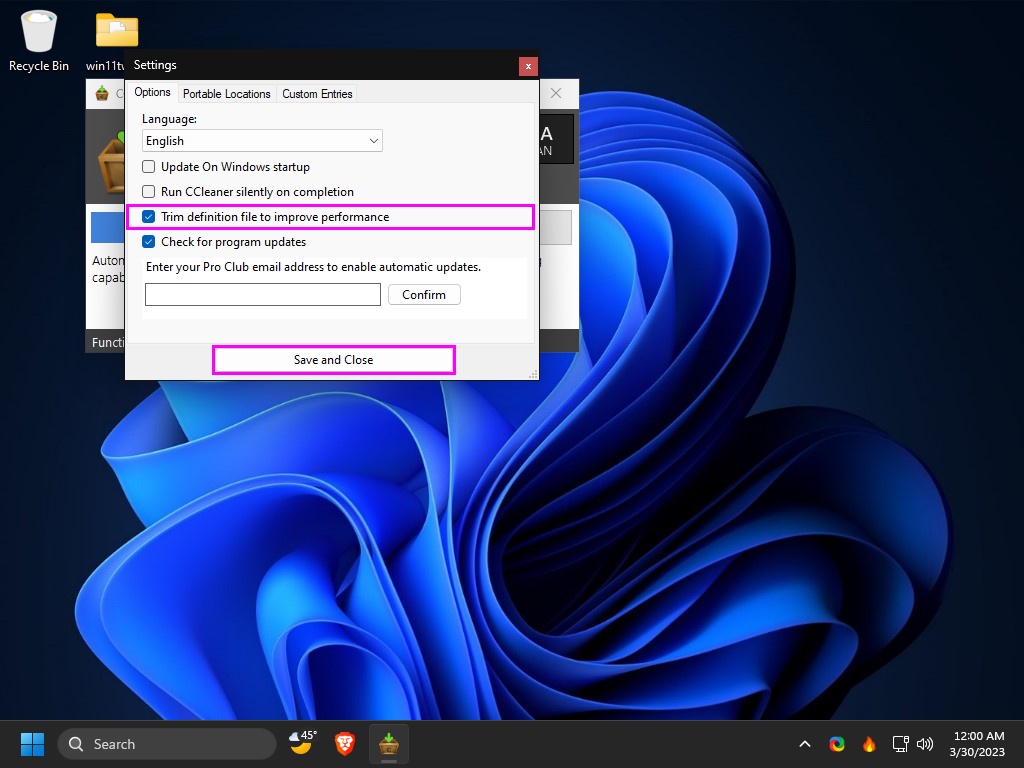 Recycle Bin
win11tw
Settings
x
Options
Portable Locations
Custom Entries
Language:
English
Update On Windows startup
Run CCleaner silently on completion
Trim definition file to improve performance
Check for program updates
Enter your Pro Club email address to enable automatic updates.
Confirm
Save and Close
C
A
AN
Autom
g
capab
Functi
Search
45°
12:00 AM
3/30/2023